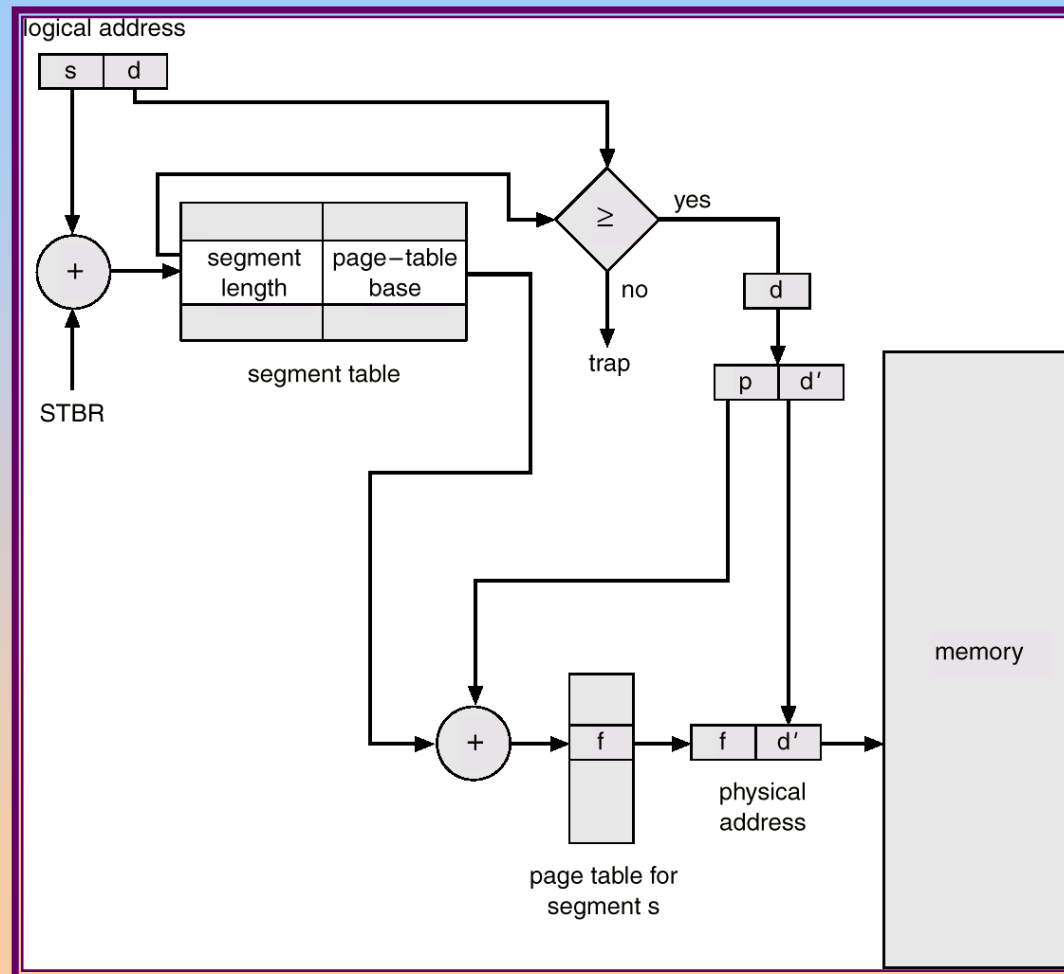 logical address
s d
≥
yes
segment length
page–table base
+
d
no
segment table
trap
p d′
STBR
memory
+
f
f d′
physical address
page table for segment s